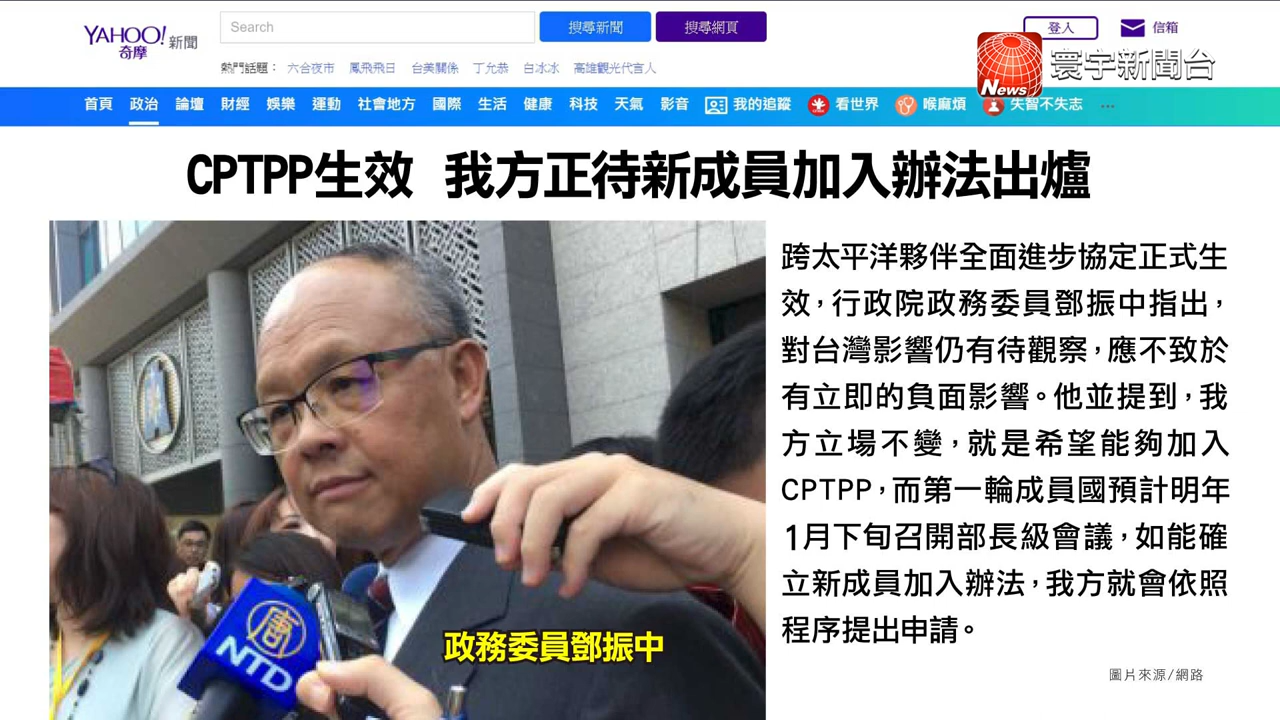 YAHOO!
奇摩 新聞
Search
搜尋新聞
搜尋網頁
登入
信箱
News 寰宇新聞台
熱門話題： 六合夜市 鳳飛飛日 台美關係 丁允恭 白冰冰 高雄觀光代言人
首頁 政治 論壇 財經 娛樂 運動 社會地方 國際 生活 健康 科技 天氣 影音 我的追蹤 看世界 喉麻煩 失智不失志 ...
CPTPP生效 我方正待新成員加入辦法出爐
跨太平洋夥伴全面進步協定正式生
效，行政院政務委員鄧振中指出，
對台灣影響仍有待觀察，應不致於
有立即的負面影響。他並提到，我
方立場不變，就是希望能夠加入
CPTPP，而第一輪成員國預計明年
1月下旬召開部長級會議，如能確
立新成員加入辦法，我方就會依照
程序提出申請。
唐
NTD
政務委員鄧振中
圖片來源/網路